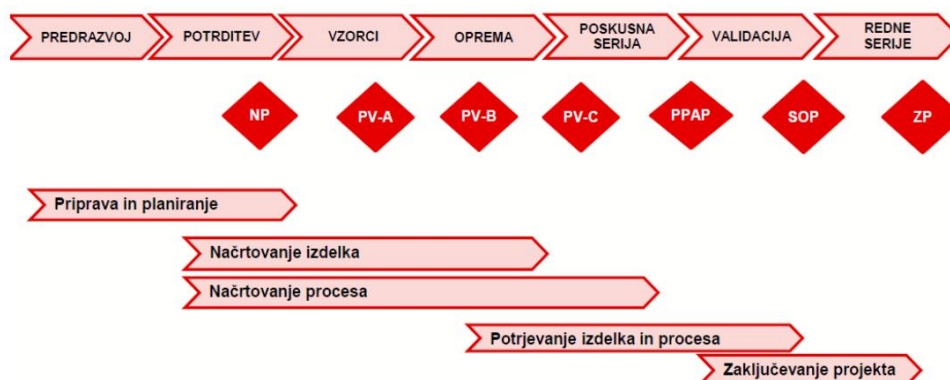 PREDRAZVOJ
POTRDITEV
VZORCI
OPREMA
POSKUSNA
SERIJA
VALIDACIJA
REDNE
SERIJE
NP
PV-A
PV-B
PV-C
PPAP
SOP
ZP
Priprava in planiranje
Načrtovanje izdelka
Načrtovanje procesa
Potrjevanje izdelka in procesa
Zaključevanje projekta